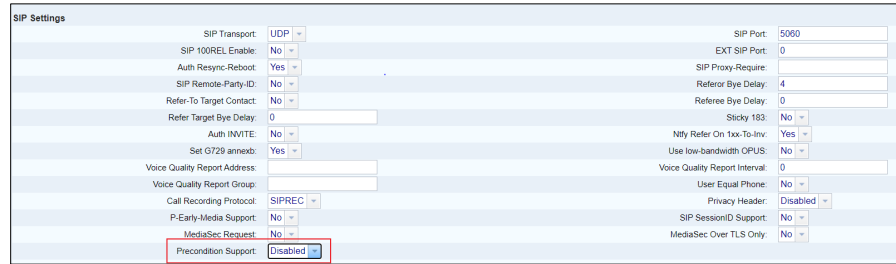 SIP Settings
SIP Transport: UDP SIP Port: 5060
SIP 100REL Enable: No EXT SIP Port: 0
Auth Resync-Reboot: Yes SIP Proxy-Require:
SIP Remote-Party-ID: No Referor Bye Delay: 4
Refer-To Target Contact: No Referee Bye Delay: 0
Refer Target Bye Delay: 0 Sticky 183: No
Auth INVITE: No Ntfy Refer On 1xx-To-Inv: Yes
Set G729 annexb: Yes Use low-bandwidth OPUS: No
Voice Quality Report Address: Voice Quality Report Interval: 0
Voice Quality Report Group: User Equal Phone: No
Call Recording Protocol: SIPREC Privacy Header: Disabled
P-Early-Media Support: No SIP SessionID Support: No
MediaSec Request: No MediaSec Over TLS Only: No
Precondition Support: Disabled